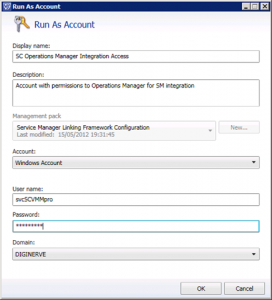 Run As Account
Run As Account
Display name:
SC Operations Manager Integration Access
Description:
Account with permissions to Operations Manager for SM integration
Management pack
Service Manager Linking Framework Configuration
Last modified: 15/05/2012 19:31:45
New...
Account:
Windows Account
User name:
svcSCVMMpro
Password:
*********
Domain:
DIGINERVE
OK
Cancel